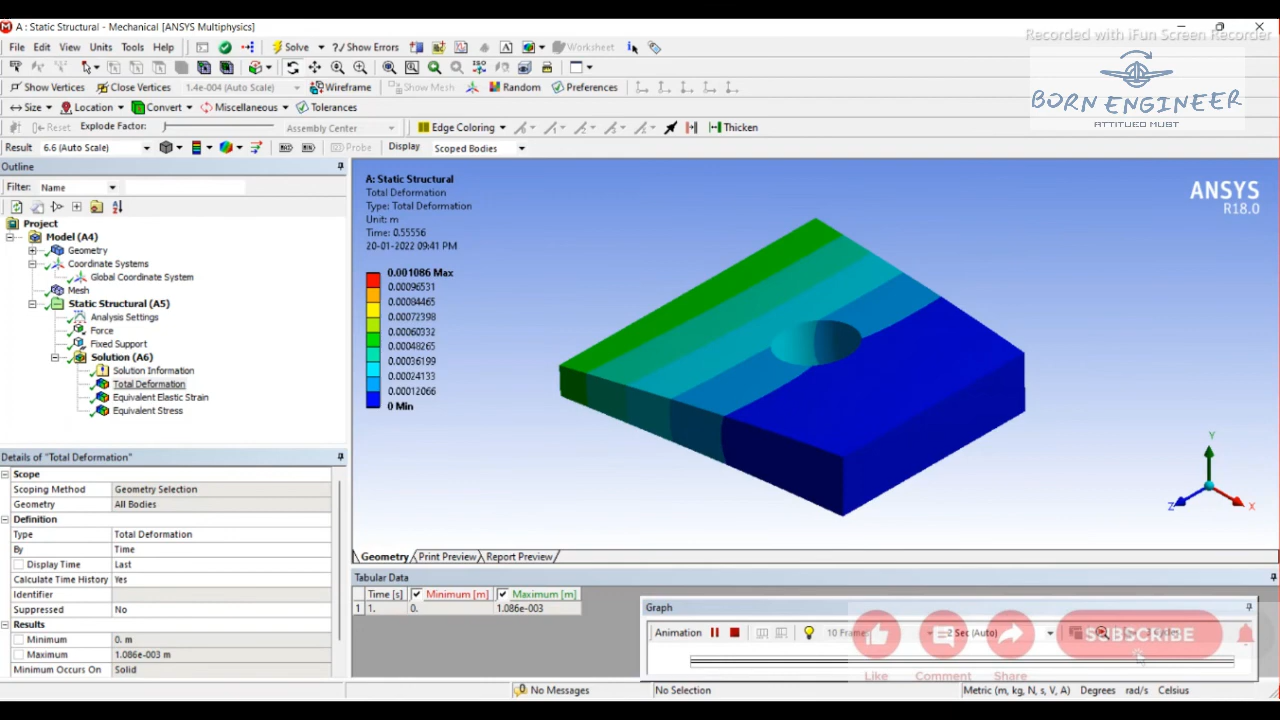 A : Static Structural - Mechanical [ANSYS Multiphysics]
Recorded with iFun Screen Recorder
File Edit View Units Tools Help Solve ?/ Show Errors A Worksheet
Show Vertices Close Vertices 1.4e-004 (Auto Scale) Wireframe Show Mesh Random Preferences
Size Location Convert Miscellaneous Tolerances
BORN ENGINEER
ATTITUED MUST
Reset Explode Factor: Assembly Center Edge Coloring Thicken
Result 6.6 (Auto Scale) Probe Display Scoped Bodies
Outline
Filter: Name
Project
Model (A4)
Geometry
Coordinate Systems
Global Coordinate System
Mesh
Static Structural (A5)
Analysis Settings
Force
Fixed Support
Solution (A6)
Solution Information
Total Deformation
Equivalent Elastic Strain
Equivalent Stress
Details of "Total Deformation"
Scope
Scoping Method Geometry Selection
Geometry All Bodies
Definition
Type Total Deformation
By Time
Display Time Last
Calculate Time History Yes
Identifier
Suppressed No
Results
Minimum 0. m
Maximum 1.086e-003 m
Minimum Occurs On Solid
A: Static Structural
Total Deformation
Type: Total Deformation
Unit: m
Time: 0.55556
20-01-2022 09:41 PM
0.001086 Max
0.00096531
0.00084465
0.00072398
0.00060332
0.00048265
0.00036199
0.00024133
0.00012066
0 Min
ANSYS
R18.0
Y
Z X
Geometry Print Preview Report Preview
Tabular Data
Time [s] Minimum [m] Maximum [m]
1 1. 0. 1.086e-003
Graph
Animation 10 Frame 2 Sec (Auto)
SUBSCRIBE
Like Comment Share
No Messages No Selection Metric (m, kg, N, s, V, A) Degrees rad/s Celsius